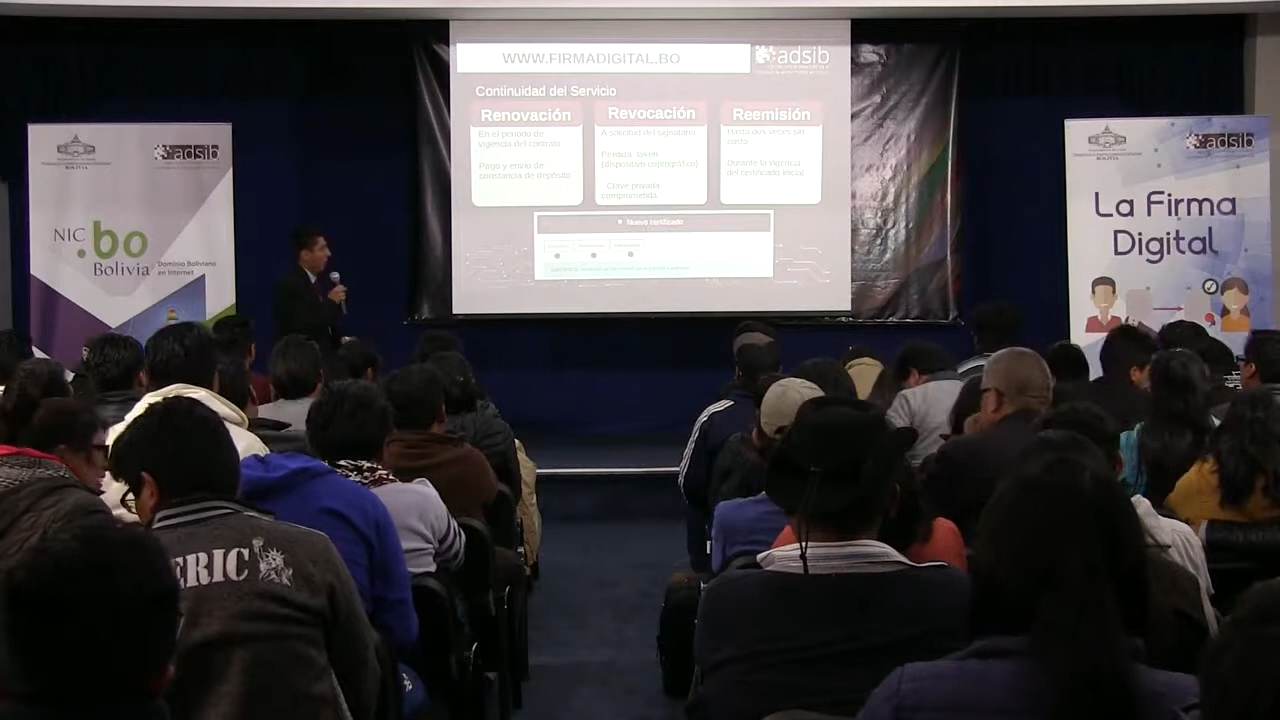 WWW.FIRMADIGITAL.BO
adsib
Continuidad del Servicio
Renovación
En el periodo de
vigencia del contrato
Pago y envío de
constancia de depósito
Revocación
A solicitud del signatario
Perdida token
(dispositivo criptográfico)
Clave privada
comprometida
Reemisión
Hasta dos veces sin
costo
Durante la vigencia
del certificado inicial
Nuevo certificado
adsib
BOLIVIA
NIC
.bo
Bolivia
Dominio Boliviano
en Internet
adsib
BOLIVIA
La Firma
Digital
ERIC